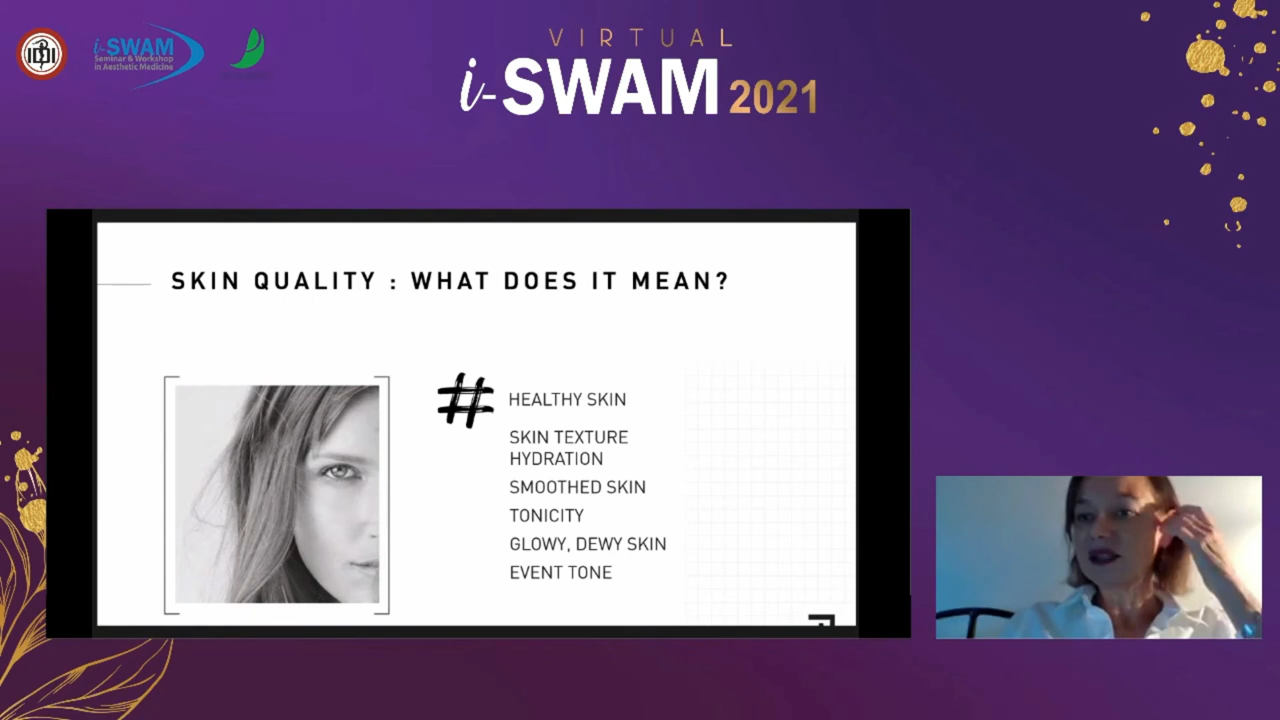 i-SWAM
Seminar & Workshop
in Aesthetic Medicine
VIRTUAL
i-SWAM 2021
SKIN QUALITY : WHAT DOES IT MEAN?
# HEALTHY SKIN
SKIN TEXTURE
HYDRATION
SMOOTHED SKIN
TONICITY
GLOWY, DEWY SKIN
EVENT TONE